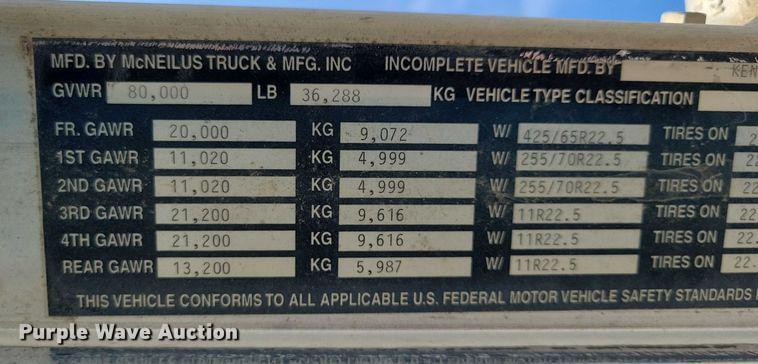 MFD. BY McNEILUS TRUCK & MFG. INC INCOMPLETE VEHICLE MFD. BY
GVWR 80,000 LB 36,288 KG VEHICLE TYPE CLASSIFICATION
FR. GAWR 20,000 KG 9,072 W/ 425/65R22.5 TIRES ON
1ST GAWR 11,020 KG 4,999 W/ 255/70R22.5 TIRES ON
2ND GAWR 11,020 KG 4,999 W/ 255/70R22.5 TIRES ON
3RD GAWR 21,200 KG 9,616 W/ 11R22.5 TIRES ON 22
4TH GAWR 21,200 KG 9,616 W/ 11R22.5 TIRES ON 22.
REAR GAWR 13,200 KG 5,987 W/ 11R22.5 TIRES ON 22.
THIS VEHICLE CONFORMS TO ALL APPLICABLE U.S. FEDERAL MOTOR VEHICLE SAFETY STANDARDS
Purple Wave Auction